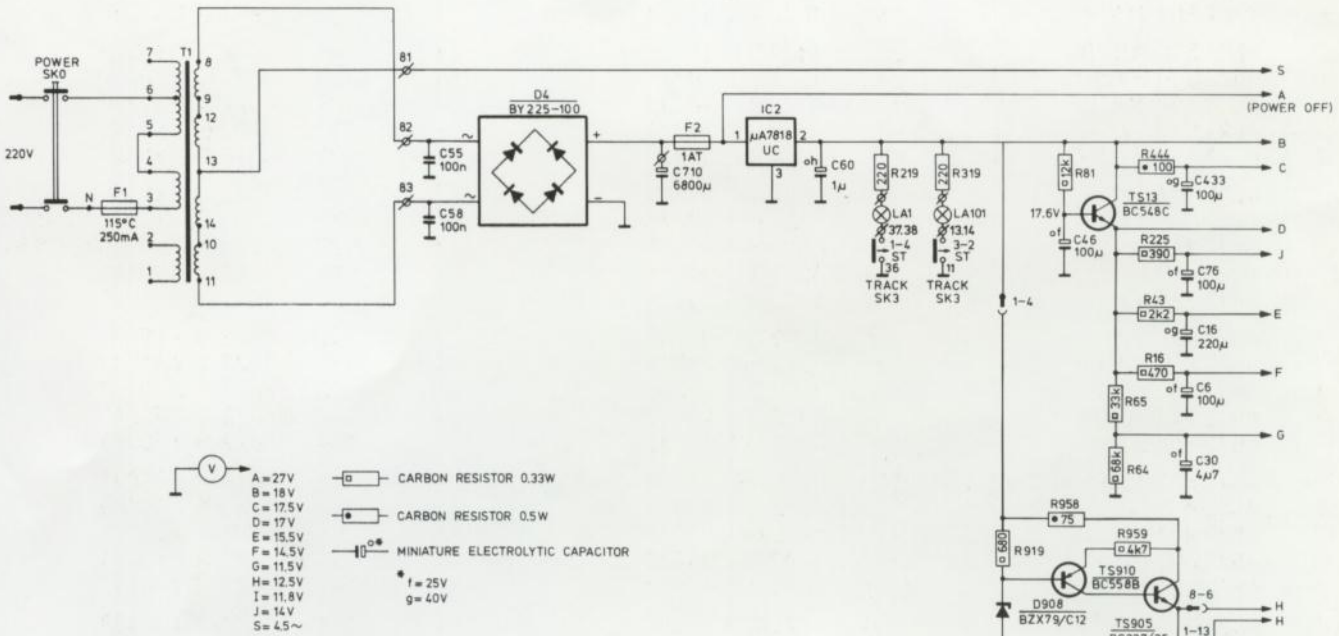 POWER
SK0
220V
N
F1
115°C
250mA
T1
7
6
5
4
3
2
1
8
9
12
13
14
10
11
81
82
83
C55
100n
C58
100n
D4
BY225-100
~
~
+
−
C710
6800µ
F2
1AT
IC2
1
µA7818
UC
2
3
oh
C60
1µ
220
R219
LA1
37.38
1-4
ST
36
TRACK
SK3
220
R319
LA101
13.14
3-2
ST
11
TRACK
SK3
1-4
12k
R81
17.6V
of
C46
100µ
TS13
BC548C
R444
100
og
C433
100µ
R225
390
of
C76
100µ
R43
2k2
og
C16
220µ
R16
470
of
C6
100µ
33k
R65
68k
R64
of
C30
4µ7
S
A
(POWER OFF)
B
C
D
J
E
F
G
R958
75
680
R919
R959
4k7
TS910
BC558B
D908
BZX79/C12
TS905
8-6
H
1-13
H
V
A = 27V
B = 18V
C = 17.5V
D = 17V
E = 15,5V
F = 14,5V
G = 11,5V
H = 12,5V
I = 11,8V
J = 14V
S = 4,5~
CARBON RESISTOR 0.33W
CARBON RESISTOR 0.5W
o* MINIATURE ELECTROLYTIC CAPACITOR
* f = 25V
g = 40V